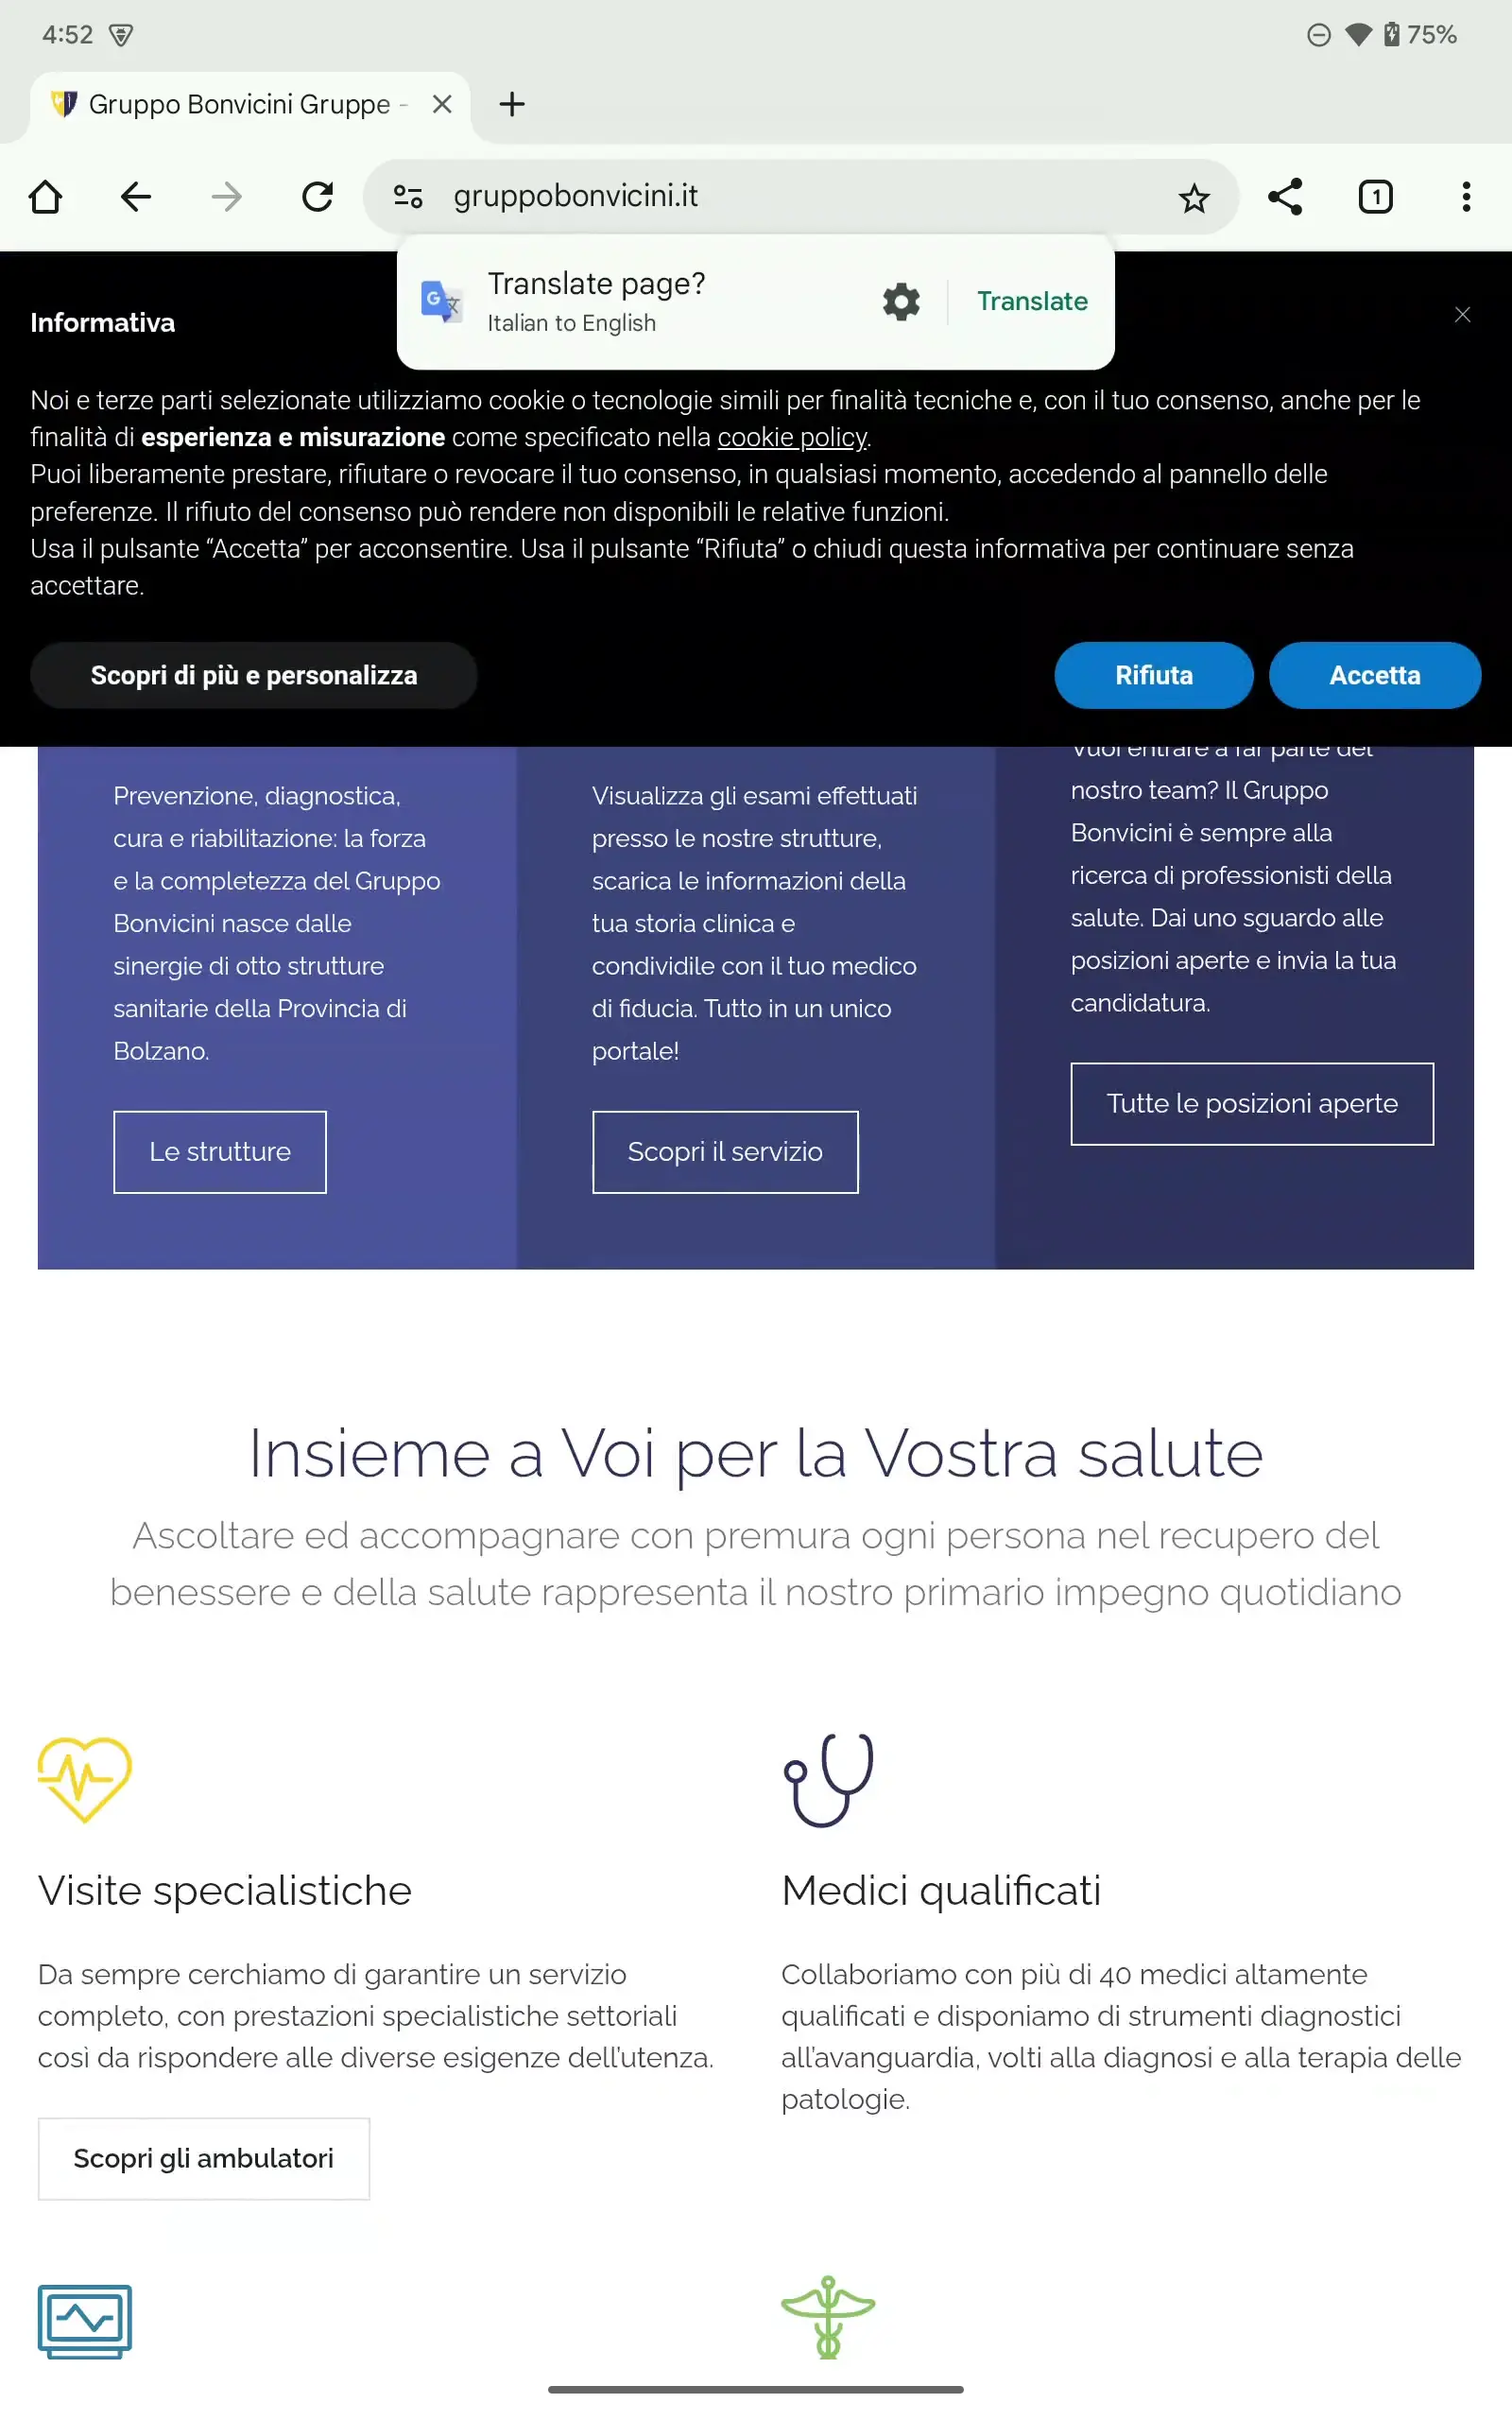 4:52
75%
Gruppo Bonvicini Gruppe -
gruppobonvicini.it
1
Translate page?
Italian to English
Translate
Informativa
Noi e terze parti selezionate utilizziamo cookie o tecnologie simili per finalità tecniche e, con il tuo consenso, anche per le
finalità di esperienza e misurazione come specificato nella cookie policy.
Puoi liberamente prestare, rifiutare o revocare il tuo consenso, in qualsiasi momento, accedendo al pannello delle
preferenze. Il rifiuto del consenso può rendere non disponibili le relative funzioni.
Usa il pulsante “Accetta” per acconsentire. Usa il pulsante “Rifiuta” o chiudi questa informativa per continuare senza
accettare.
Scopri di più e personalizza
Rifiuta
Accetta
Prevenzione, diagnostica,
cura e riabilitazione: la forza
e la completezza del Gruppo
Bonvicini nasce dalle
sinergie di otto strutture
sanitarie della Provincia di
Bolzano.
Le strutture
Visualizza gli esami effettuati
presso le nostre strutture,
scarica le informazioni della
tua storia clinica e
condividile con il tuo medico
di fiducia. Tutto in un unico
portale!
Scopri il servizio
Vuoi entrare a far parte del
nostro team? Il Gruppo
Bonvicini è sempre alla
ricerca di professionisti della
salute. Dai uno sguardo alle
posizioni aperte e invia la tua
candidatura.
Tutte le posizioni aperte
Insieme a Voi per la Vostra salute
Ascoltare ed accompagnare con premura ogni persona nel recupero del
benessere e della salute rappresenta il nostro primario impegno quotidiano
Visite specialistiche
Da sempre cerchiamo di garantire un servizio
completo, con prestazioni specialistiche settoriali
così da rispondere alle diverse esigenze dell'utenza.
Scopri gli ambulatori
Medici qualificati
Collaboriamo con più di 40 medici altamente
qualificati e disponiamo di strumenti diagnostici
all'avanguardia, volti alla diagnosi e alla terapia delle
patologie.